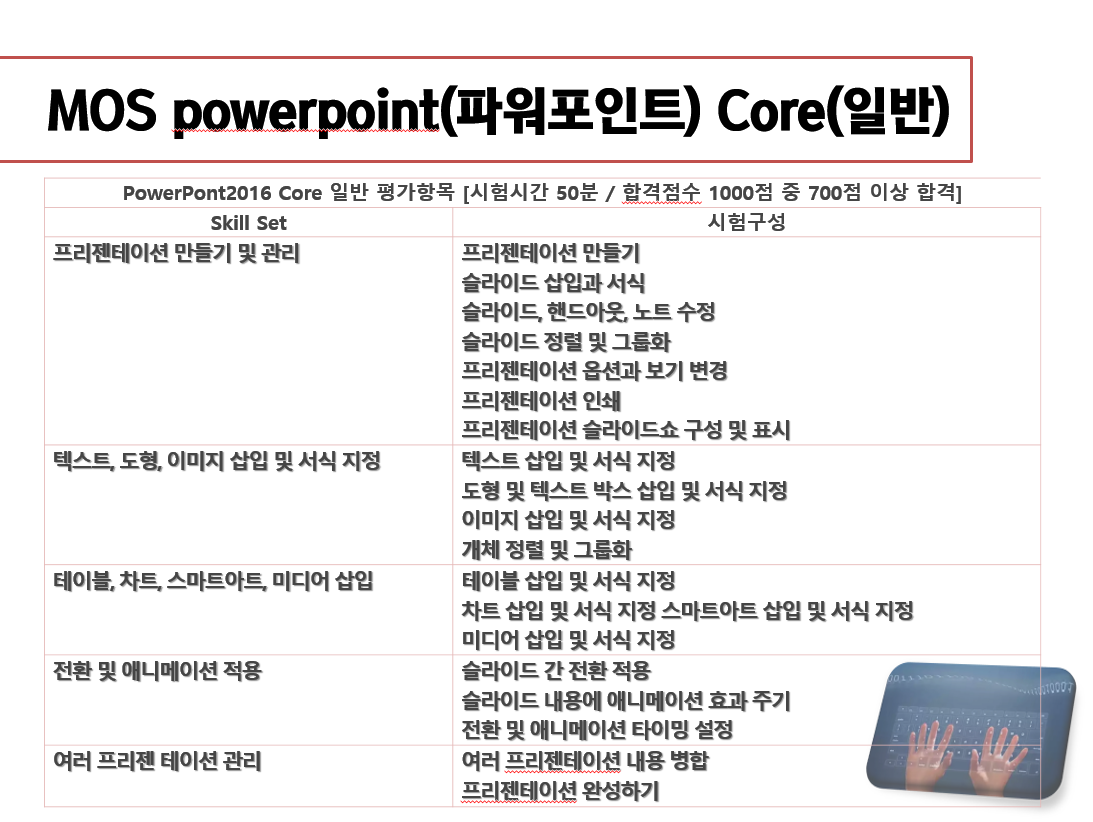 MOS powerpoint(파워포인트) Core(일반)
PowerPont2016 Core 일반 평가항목 [시험시간 50분 / 합격점수 1000점 중 700점 이상 합격]
Skill Set 시험구성
프리젠테이션 만들기 및 관리 프리젠테이션 만들기
슬라이드 삽입과 서식
슬라이드, 핸드아웃, 노트 수정
슬라이드 정렬 및 그룹화
프리젠테이션 옵션과 보기 변경
프리젠테이션 인쇄
프리젠테이션 슬라이드쇼 구성 및 표시
텍스트, 도형, 이미지 삽입 및 서식 지정 텍스트 삽입 및 서식 지정
도형 및 텍스트 박스 삽입 및 서식 지정
이미지 삽입 및 서식 지정
개체 정렬 및 그룹화
테이블, 차트, 스마트아트, 미디어 삽입 테이블 삽입 및 서식 지정
차트 삽입 및 서식 지정 스마트아트 삽입 및 서식 지정
미디어 삽입 및 서식 지정
전환 및 애니메이션 적용 슬라이드 간 전환 적용
슬라이드 내용에 애니메이션 효과 주기
전환 및 애니메이션 타이밍 설정
여러 프리젠 테이션 관리 여러 프리젠테이션 내용 병합
프리젠테이션 완성하기